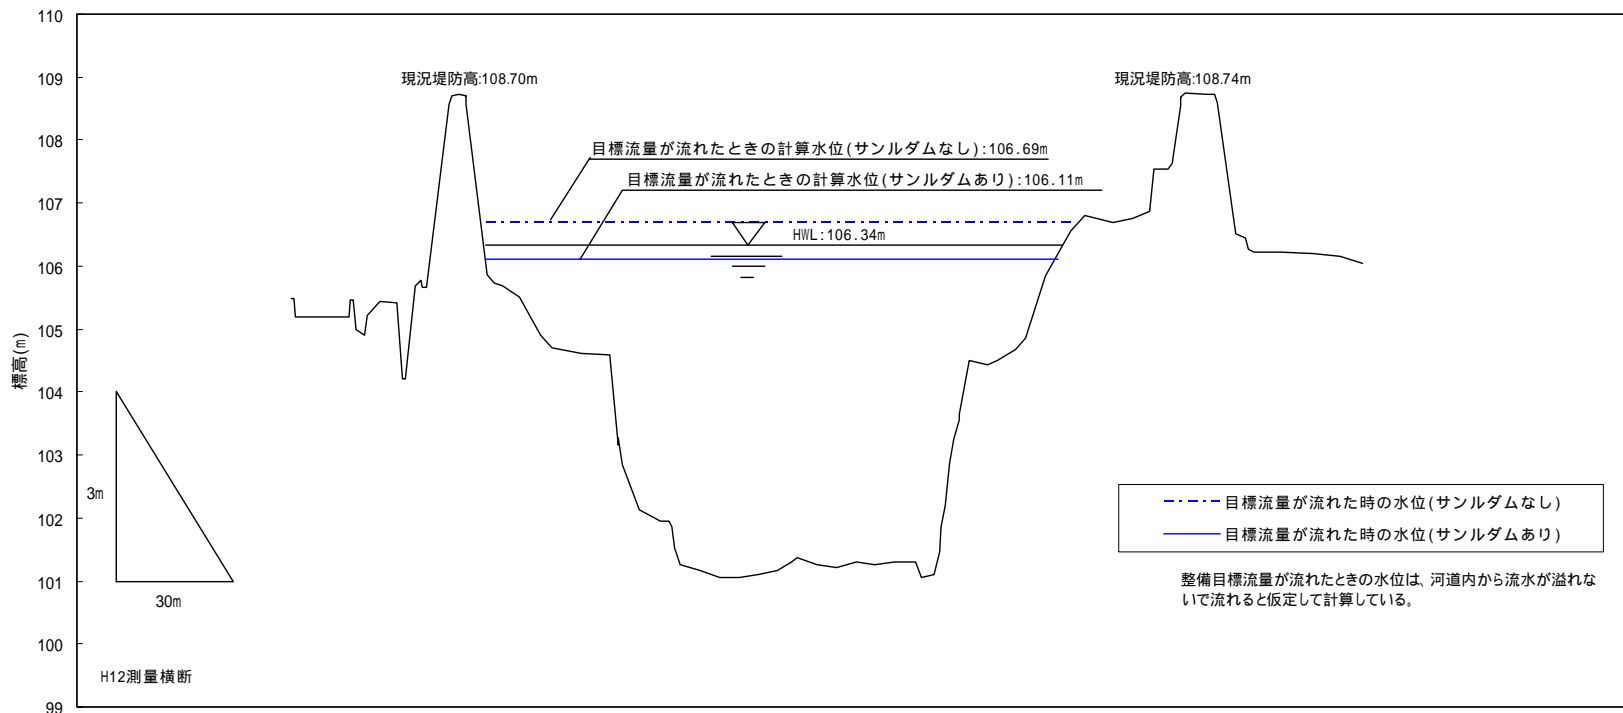 110
109
108
107
106
105
104
103
102
101
100
99
標高(m)
現況堤防高:108.70m
現況堤防高:108.74m
目標流量が流れたときの計算水位(サンルダムなし):106.69m
目標流量が流れたときの計算水位(サンルダムあり):106.11m
HWL:106.34m
3m
30m
目標流量が流れた時の水位(サンルダムなし)
目標流量が流れた時の水位(サンルダムあり)
整備目標流量が流れたときの水位は、河道内から流水が溢れな
いで流れると仮定して計算している。
H12測量横断